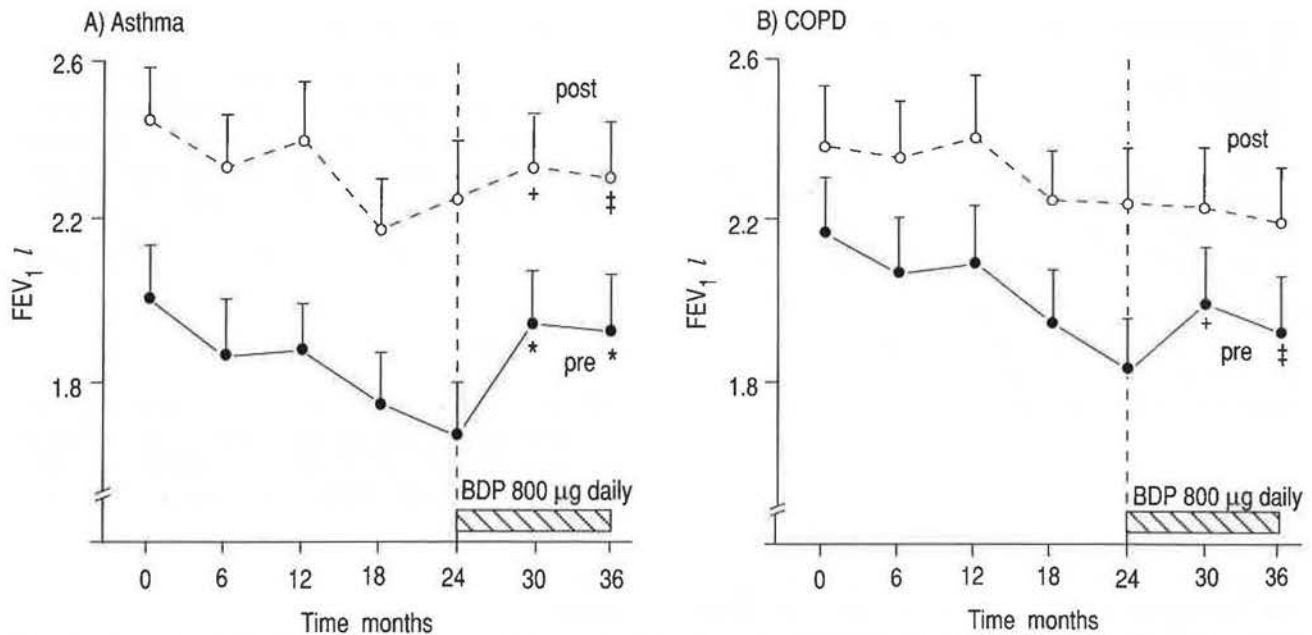 A) Asthma
2.6
2.2
1.8
FEV1 l
post
+
‡
pre
*
*
BDP 800 µg daily
0 6 12 18 24 30 36
Time months
B) COPD
2.6
2.2
1.8
FEV1 l
post
+
pre
‡
BDP 800 µg daily
0 6 12 18 24 30 36
Time months